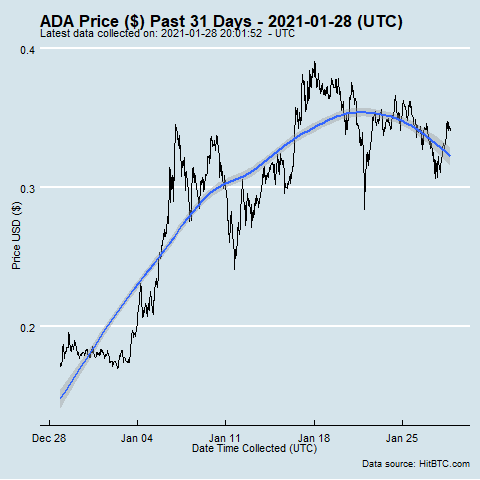 ADA Price ($) Past 31 Days - 2021-01-28 (UTC)
Latest data collected on: 2021-01-28 20:01:52 - UTC
0.4
0.3
0.2
Price USD ($)
Dec 28 Jan 04 Jan 11 Jan 18 Jan 25
Date Time Collected (UTC)
Data source: HitBTC.com